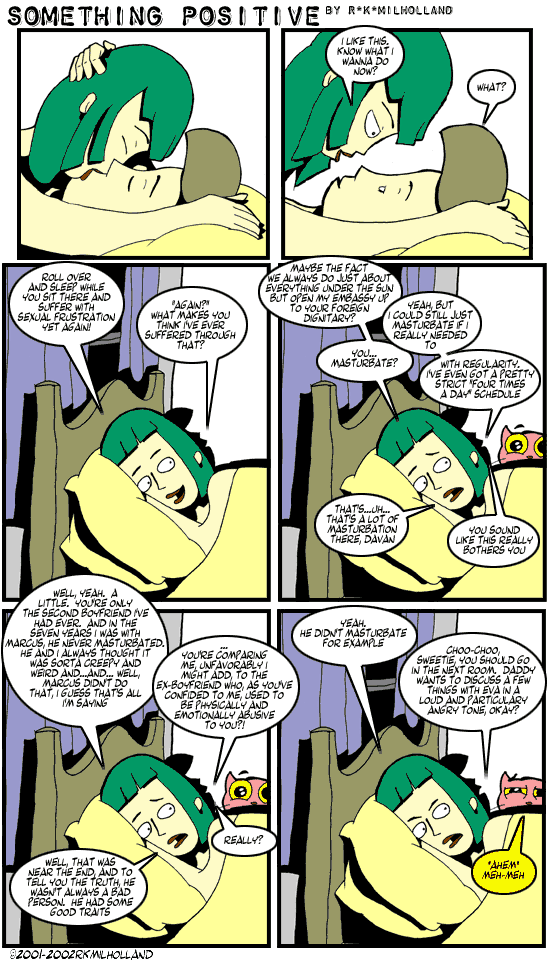 SOMETHING POSITIVE BY R*K*MILHOLLAND
I LIKE THIS.
KNOW WHAT I
WANNA DO
NOW?
WHAT?
ROLL OVER
AND SLEEP WHILE
YOU SIT THERE AND
SUFFER WITH
SEXUAL FRUSTRATION
YET AGAIN!
"AGAIN?"
WHAT MAKES YOU
THINK I'VE EVER
SUFFERED THROUGH
THAT?
MAYBE THE FACT
WE ALWAYS DO JUST ABOUT
EVERYTHING UNDER THE SUN
BUT OPEN MY EMBASSY UP
TO YOUR FOREIGN
DIGNITARY?
YEAH, BUT
I COULD STILL JUST
MASTURBATE IF I
REALLY NEEDED
TO
YOU...
MASTURBATE?
WITH REGULARITY.
I'VE EVEN GOT A PRETTY
STRICT "FOUR TIMES
A DAY" SCHEDULE
THAT'S...UH...
THAT'S A LOT OF
MASTURBATION
THERE, DAVAN
YOU SOUND
LIKE THIS REALLY
BOTHERS YOU
WELL, YEAH. A
LITTLE. YOU'RE ONLY
THE SECOND BOYFRIEND I'VE
HAD EVER. AND IN THE
SEVEN YEARS I WAS WITH
MARCUS, HE NEVER MASTURBATED.
HE AND I ALWAYS THOUGHT IT
WAS SORTA CREEPY AND
WEIRD AND...AND... WELL,
MARCUS DIDN'T DO
THAT, I GUESS THAT'S ALL
I'M SAYING
...
YOU'RE COMPARING
ME, UNFAVORABLY I
MIGHT ADD, TO THE
EX-BOYFRIEND WHO, AS YOU'VE
CONFIDED TO ME, USED TO
BE PHYSICALLY AND
EMOTIONALLY ABUSIVE
TO YOU?!
WELL, THAT WAS
NEAR THE END, AND TO
TELL YOU THE TRUTH, HE
WASN'T ALWAYS A BAD
PERSON. HE HAD SOME
GOOD TRAITS
REALLY?
YEAH.
HE DIDN'T MASTURBATE
FOR EXAMPLE
CHOO-CHOO,
SWEETIE, YOU SHOULD GO
IN THE NEXT ROOM. DADDY
WANTS TO DISCUSS A FEW
THINGS WITH EVA IN A
LOUD AND PARTICULARY
ANGRY TONE, OKAY?
*AHEM*
MEH-MEH
©2001-2002RKMILHOLLAND